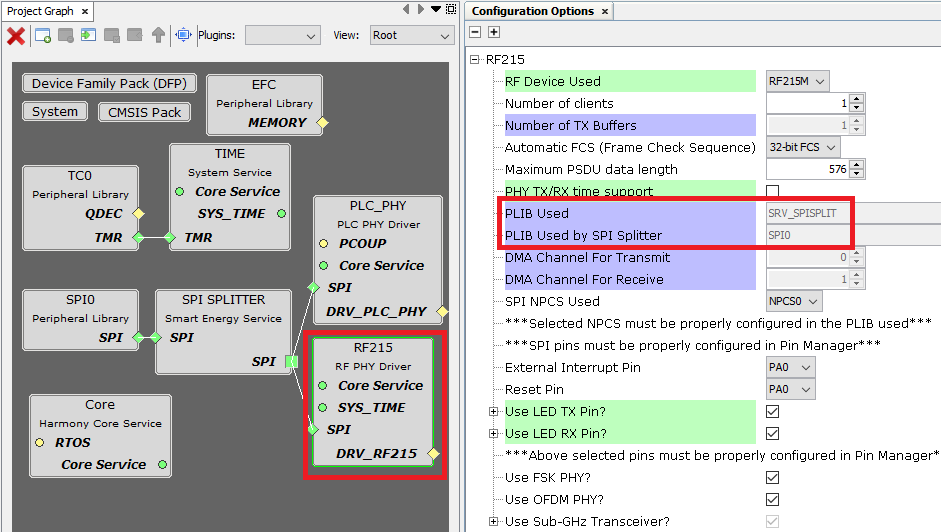 Project Graph ×
Plugins:
View:
Root
Device Family Pack (DFP)
System
CMSIS Pack
EFC
Peripheral Library
MEMORY
TC0
Peripheral Library
QDEC
TMR
TIME
System Service
Core Service
SYS_TIME
TMR
PLC_PHY
PLC PHY Driver
PCOUP
Core Service
SPI
DRV_PLC_PHY
SPI0
Peripheral Library
SPI
SPI SPLITTER
Smart Energy Service
SPI
SPI
RF215
RF PHY Driver
Core Service
SYS_TIME
SPI
DRV_RF215
Core
Harmony Core Service
RTOS
Core Service
Configuration Options ×
RF215
RF Device Used RF215M
Number of clients 1
Number of TX Buffers 1
Automatic FCS (Frame Check Sequence) 32-bit FCS
Maximum PSDU data length 576
PHY TX/RX time support
PLIB Used SRV_SPISPLIT
PLIB Used by SPI Splitter SPI0
DMA Channel For Transmit 0
DMA Channel For Receive 1
SPI NPCS Used NPCS0
***Selected NPCS must be properly configured in the PLIB used***
***SPI pins must be properly configured in Pin Manager***
External Interrupt Pin PA0
Reset Pin PA0
Use LED TX Pin?
Use LED RX Pin?
***Above selected pins must be properly configured in Pin Manager*
Use FSK PHY?
Use OFDM PHY?
Use Sub-GHz Transceiver?